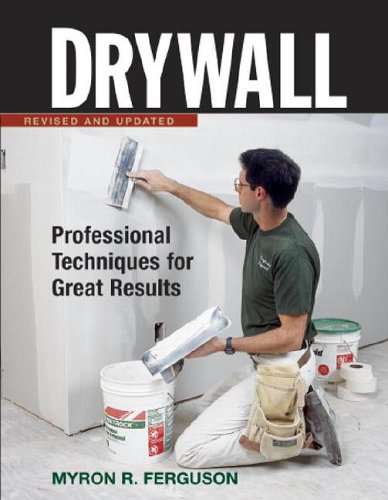 DRYWALL
REVISED AND UPDATED
Professional
Techniques for
Great Results
MYRON R. FERGUSON